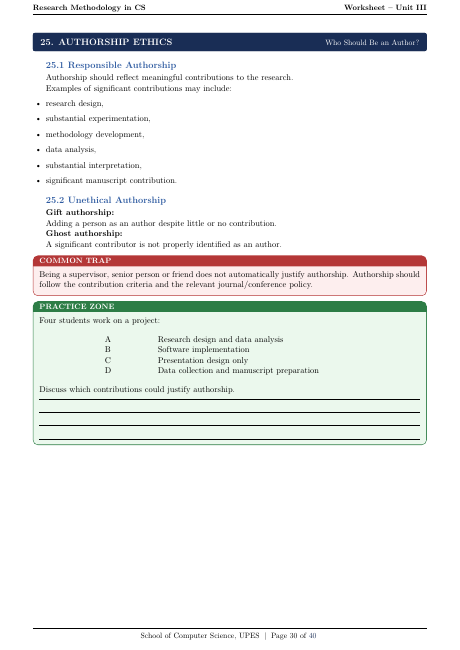 Research Methodology in CS Worksheet – Unit III
25. AUTHORSHIP ETHICS Who Should Be an Author?
25.1 Responsible Authorship
Authorship should reflect meaningful contributions to the research.
Examples of significant contributions may include:
• research design,
• substantial experimentation,
• methodology development,
• data analysis,
• substantial interpretation,
• significant manuscript contribution.
25.2 Unethical Authorship
Gift authorship:
Adding a person as an author despite little or no contribution.
Ghost authorship:
A significant contributor is not properly identified as an author.
COMMON TRAP
Being a supervisor, senior person or friend does not automatically justify authorship. Authorship should
follow the contribution criteria and the relevant journal/conference policy.
PRACTICE ZONE
Four students work on a project:
A Research design and data analysis
B Software implementation
C Presentation design only
D Data collection and manuscript preparation
Discuss which contributions could justify authorship.
School of Computer Science, UPES | Page 30 of 40